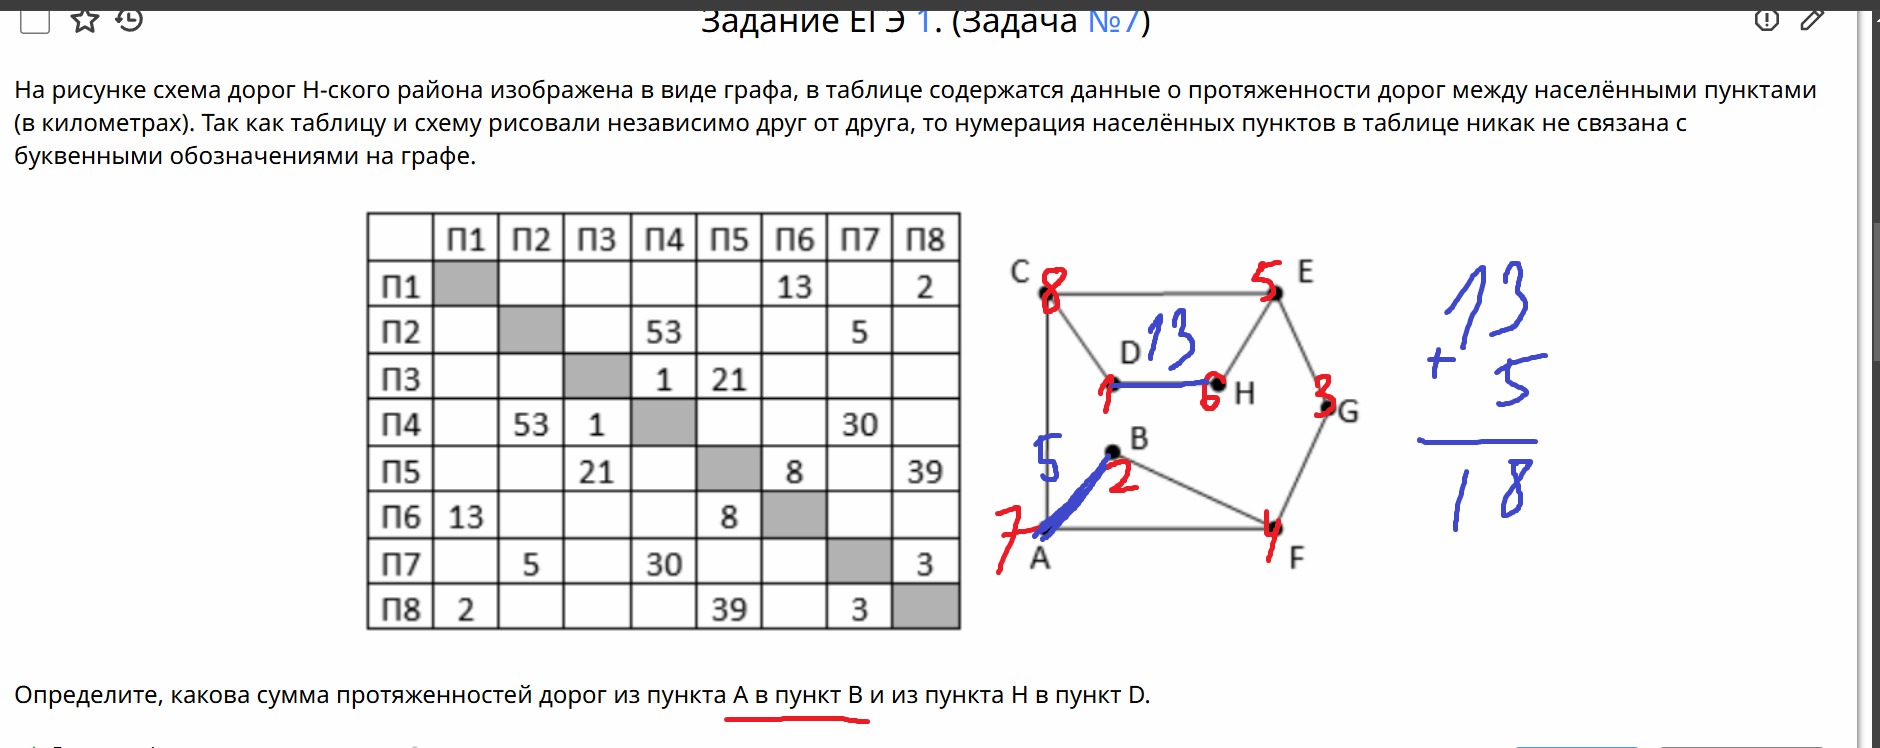 Задание ЕГЭ 1. (Задача №7)
На рисунке схема дорог Н-ского района изображена в виде графа, в таблице содержатся данные о протяженности дорог между населёнными пунктами
(в километрах). Так как таблицу и схему рисовали независимо друг от друга, то нумерация населённых пунктов в таблице никак не связана с
буквенными обозначениями на графе.
П1 П2 П3 П4 П5 П6 П7 П8
П1 13 2
П2 53 5
П3 1 21
П4 53 1 30
П5 21 8 39
П6 13 8
П7 5 30 3
П8 2 39 3
C 8 5 E
D 13
1 6 H 3 G
5 B
2
7 A
4 F
13
+ 5
18
Определите, какова сумма протяженностей дорог из пункта A в пункт B и из пункта H в пункт D.